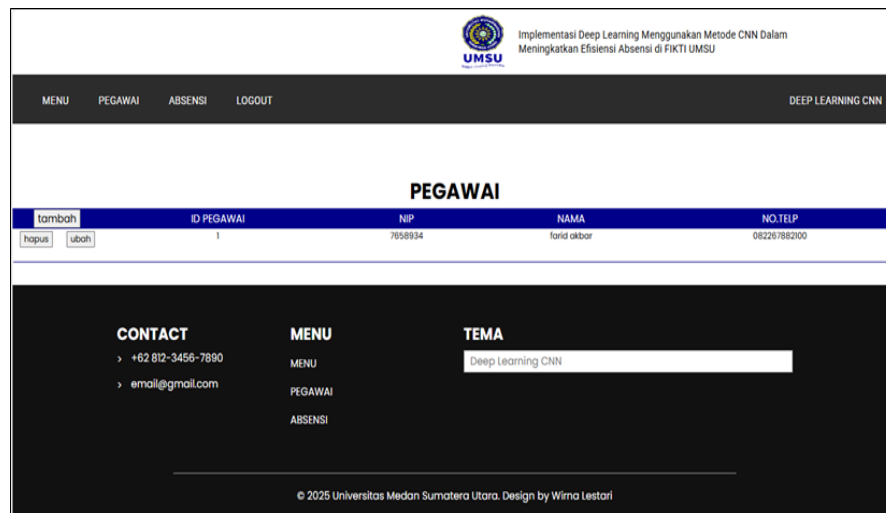 UMSU
Implementasi Deep Learning Menggunakan Metode CNN Dalam
Meningkatkan Efisiensi Absensi di FIKTI UMSU
MENU PEGAWAI ABSENSI LOGOUT DEEP LEARNING CNN
PEGAWAI
tambah ID PEGAWAI NIP NAMA NO.TELP
hapus ubah 1 7658934 farid akbar 082267882100
CONTACT
› +62 812-3456-7890
› email@gmail.com
MENU
MENU
PEGAWAI
ABSENSI
TEMA
Deep Learning CNN
© 2025 Universitas Medan Sumatera Utara. Design by Wirna Lestari